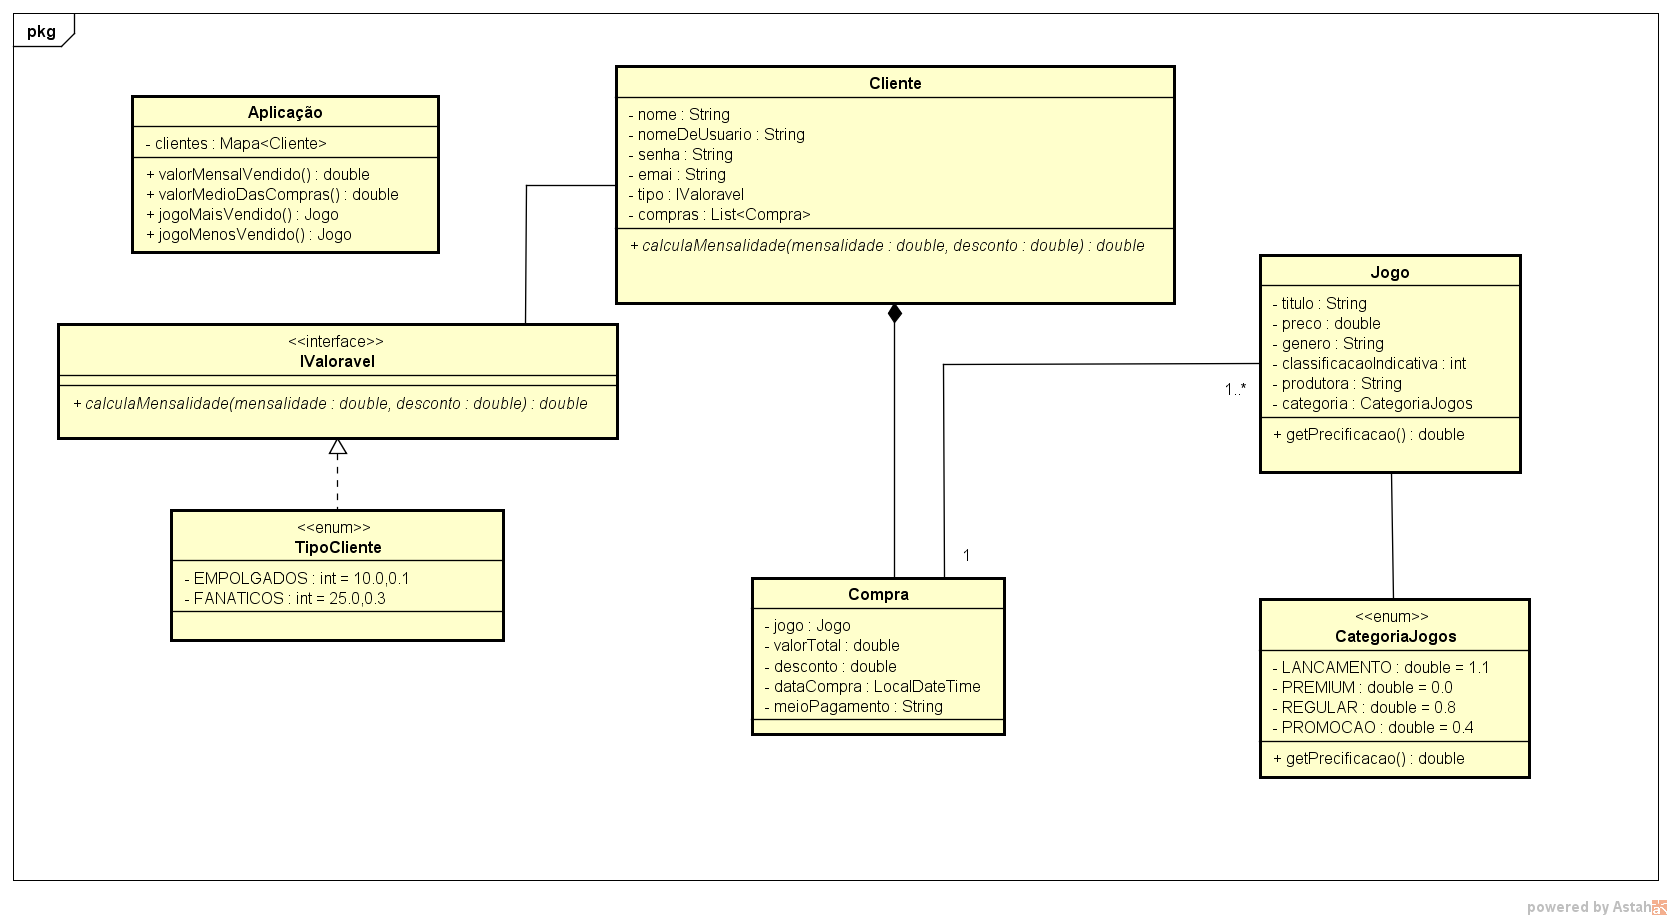 pkg
Aplicação
- clientes : Mapa<Cliente>
+ valorMensalVendido() : double
+ valorMedioDasCompras() : double
+ jogoMaisVendido() : Jogo
+ jogoMenosVendido() : Jogo
Cliente
- nome : String
- nomeDeUsuario : String
- senha : String
- emai : String
- tipo : IValoravel
- compras : List<Compra>
+ calculaMensalidade(mensalidade : double, desconto : double) : double
<<interface>>
IValoravel
+ calculaMensalidade(mensalidade : double, desconto : double) : double
<<enum>>
TipoCliente
- EMPOLGADOS : int = 10.0,0.1
- FANATICOS : int = 25.0,0.3
Jogo
- titulo : String
- preco : double
- genero : String
- classificacaoIndicativa : int
- produtora : String
- categoria : CategoriaJogos
+ getPrecificacao() : double
1..*
1
Compra
- jogo : Jogo
- valorTotal : double
- desconto : double
- dataCompra : LocalDateTime
- meioPagamento : String
<<enum>>
CategoriaJogos
- LANCAMENTO : double = 1.1
- PREMIUM : double = 0.0
- REGULAR : double = 0.8
- PROMOCAO : double = 0.4
+ getPrecificacao() : double
powered by Astah